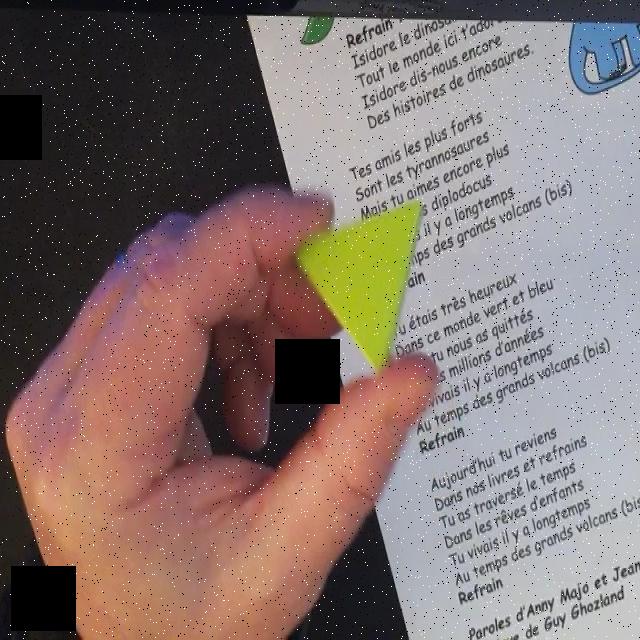 Refrain
Isidore le
Tout le monde ici t'adore
Isidore dis-nous encore
Des histoires de dinosaures.
Tes amis les plus forts
Sont les tyrannosaures
Mais tu aimes encore plus
diplodocus
il y a longtemps
des grands volcans (bis)
étais très heureux
Dans ce monde vert et bleu
tu nous as quittés
millions d'années
il y a longtemps
Au temps des grands volcans (bis)
Refrain
Aujourd'hui tu reviens
Dans nos livres et refrains
Tu as traversé le temps
Dans les rêves d'enfants
Tu vivais il y a longtemps
Au temps des grands volcans
Refrain
Paroles d'Anny Majo et Jean
de Guy Ghozland